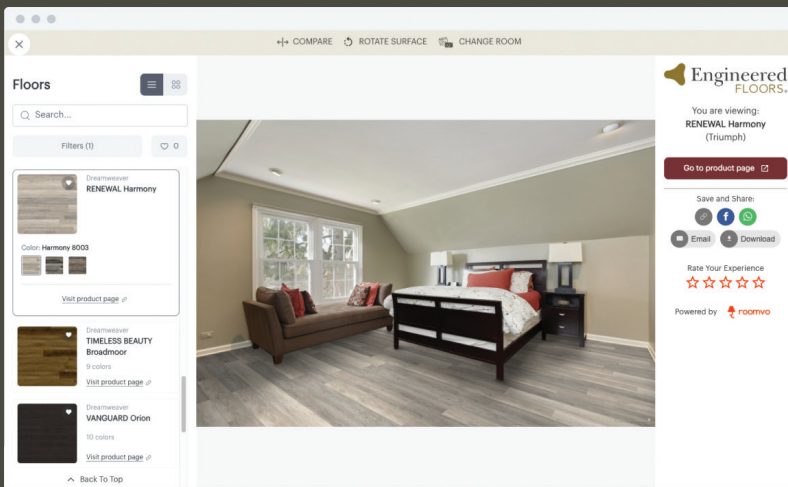 COMPARE
ROTATE SURFACE
CHANGE ROOM
Floors
Search...
Filters (1)
0
Dreamweaver
RENEWAL Harmony
Color: Harmony 8003
Visit product page
Dreamweaver
TIMELESS BEAUTY
Broadmoor
9 colors
Visit product page
Dreamweaver
VANGUARD Orion
10 colors
Visit product page
Back To Top
Engineered
FLOORS
You are viewing:
RENEWAL Harmony
(Triumph)
Go to product page
Save and Share:
Email
Download
Rate Your Experience
Powered by roomvo